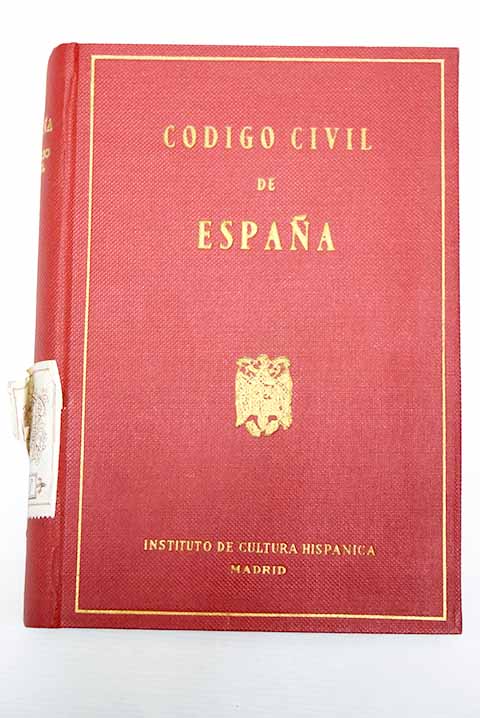 CODIGO CIVIL
DE
ESPAÑA
INSTITUTO DE CULTURA HISPANICA
MADRID